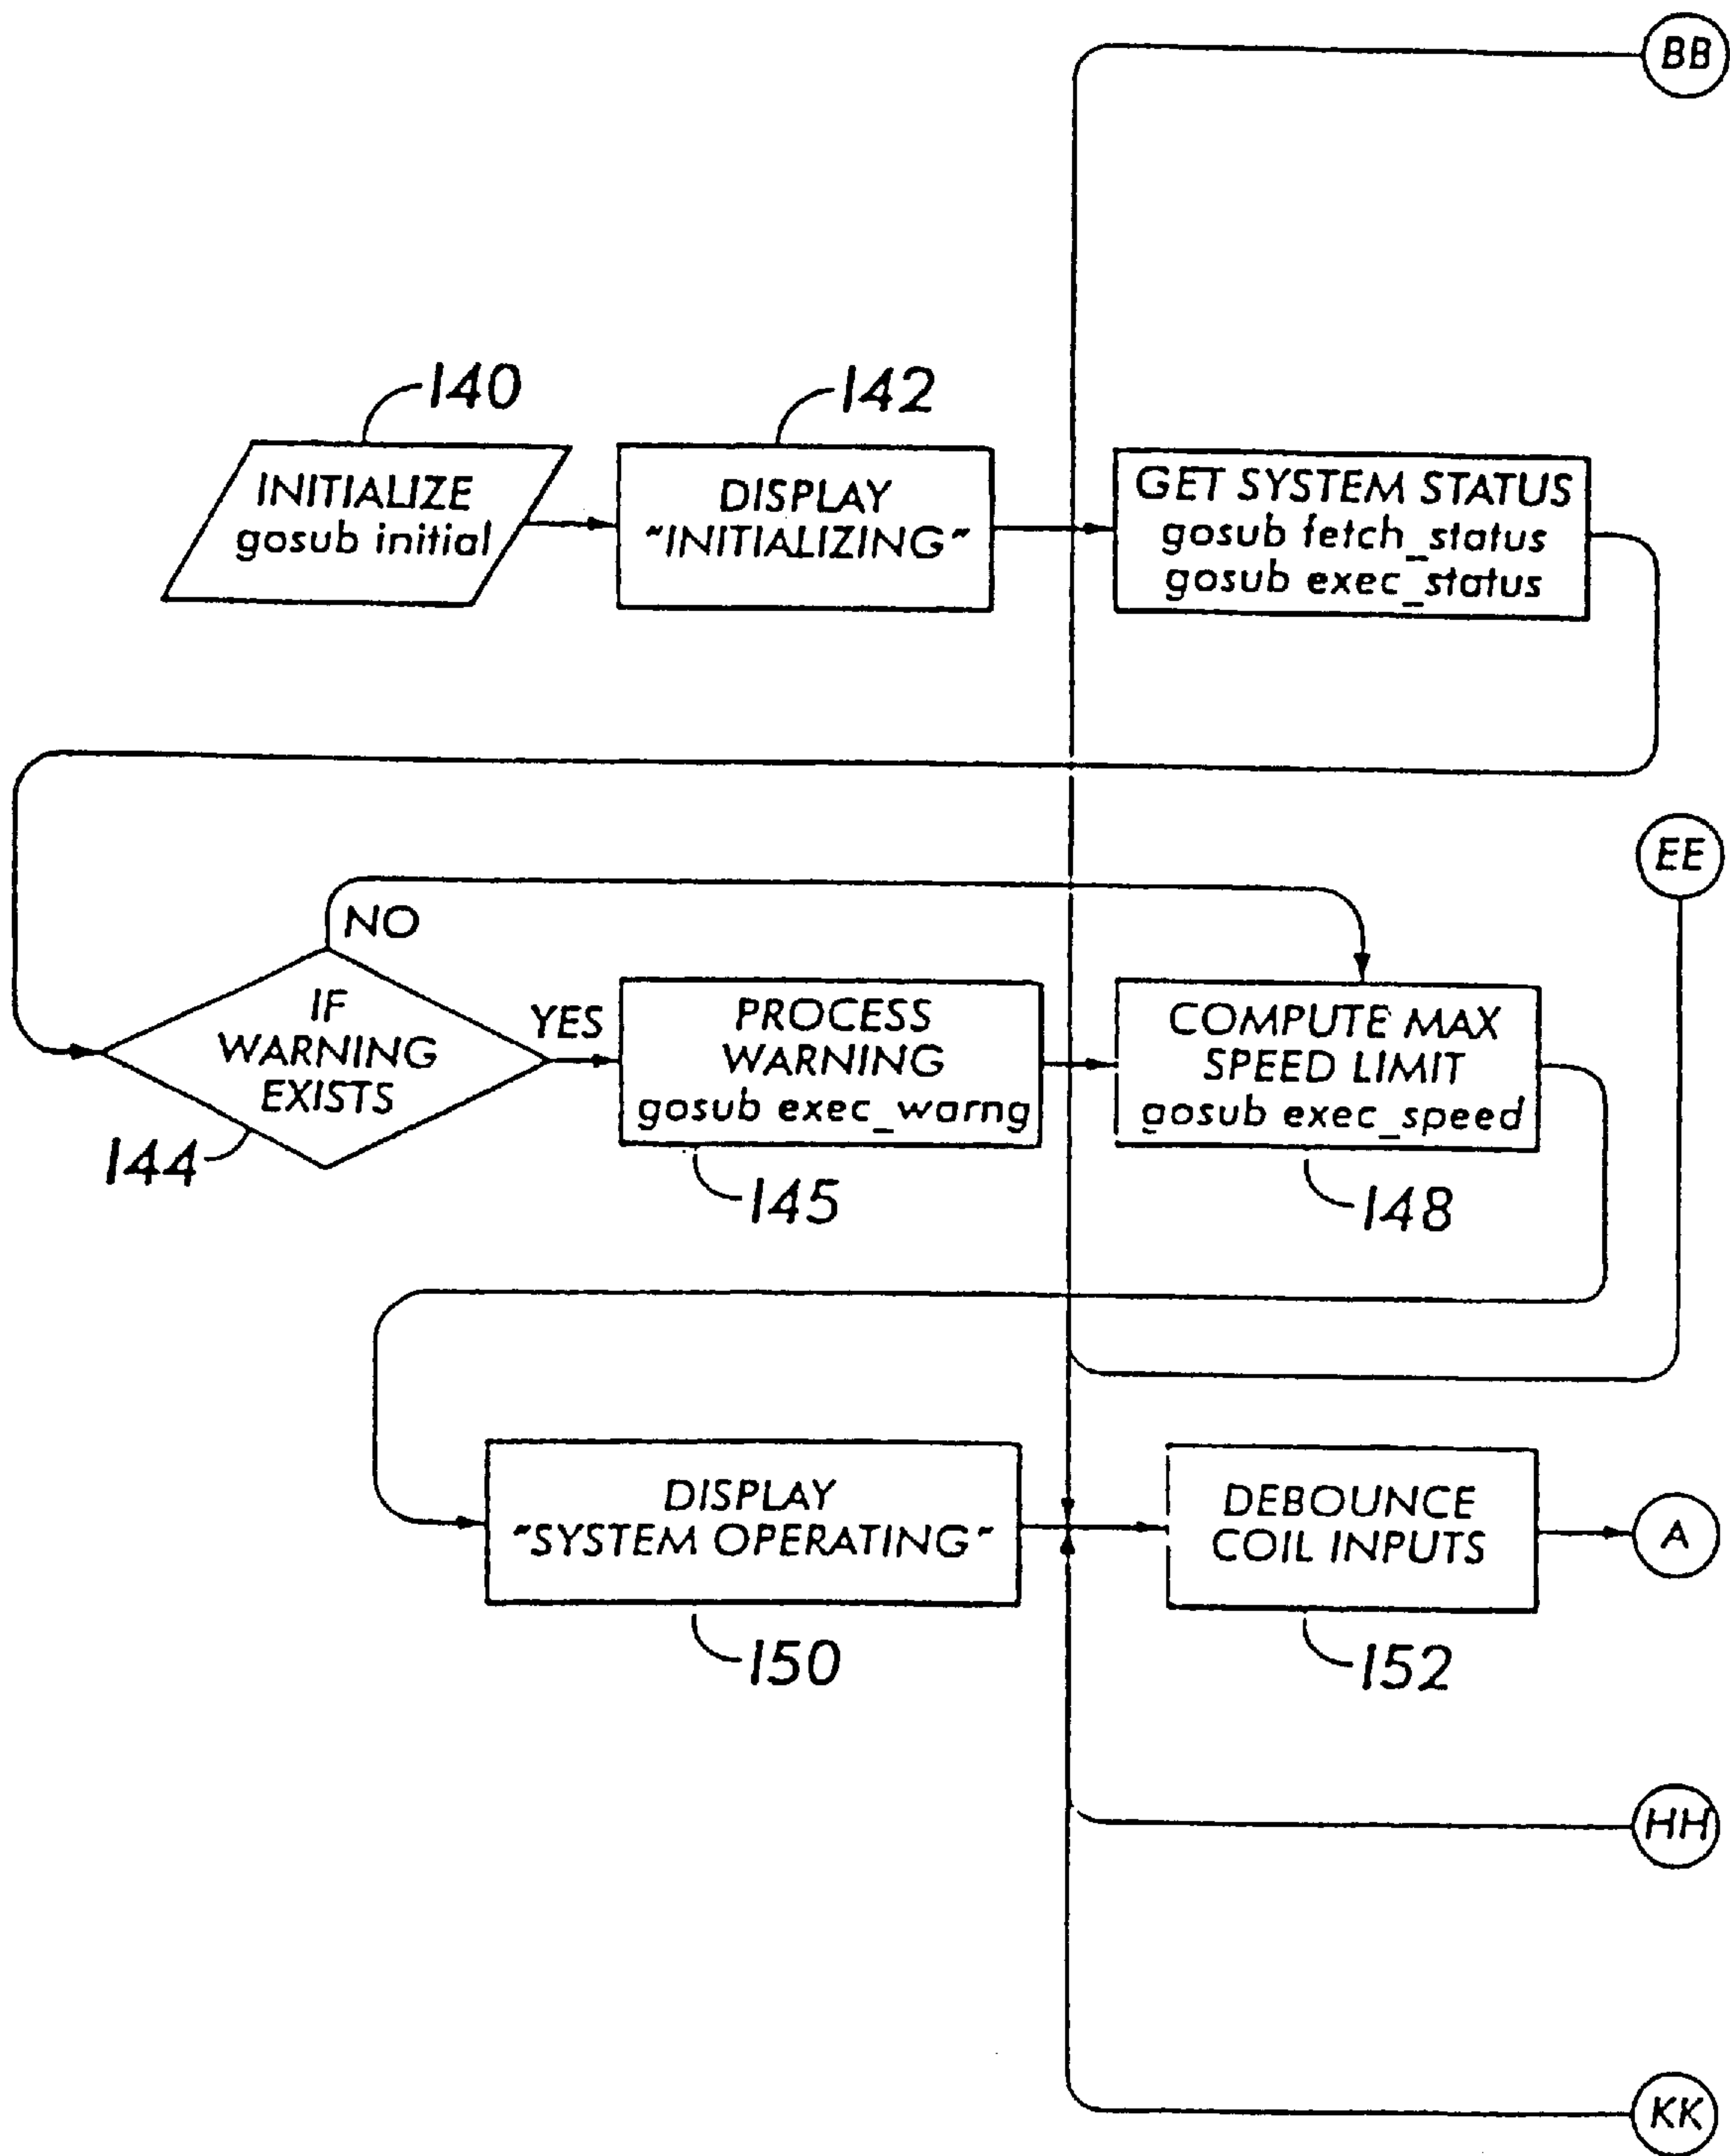 BB
140
142
INITIALIZE
gosub initial
DISPLAY
"INITIALIZING"
GET SYSTEM STATUS
gosub fetch_status
gosub exec_status
EE
NO
IF
WARNING
EXISTS
YES
PROCESS
WARNING
gosub exec_warng
COMPUTE MAX
SPEED LIMIT
gosub exec_speed
144
145
148
DISPLAY
"SYSTEM OPERATING"
DEBOUNCE
COIL INPUTS
A
150
152
HH
KK